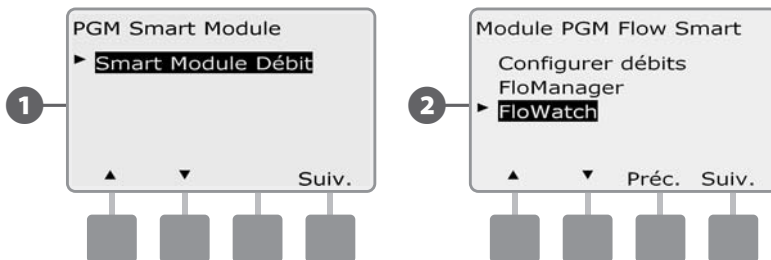 1
PGM Smart Module
► Smart Module Débit
▲ ▼ Suiv.
2
Module PGM Flow Smart
Configurer débits
FloManager
► FloWatch
▲ ▼ Préc. Suiv.